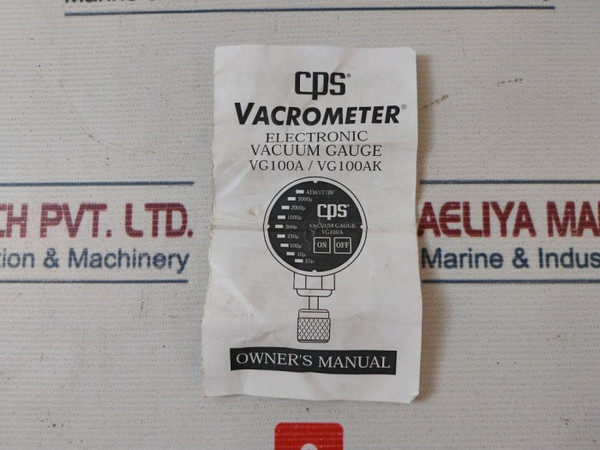 cps®
VACROMETER®
ELECTRONIC
VACUUM GAUGE
VG100A / VG100AK
5000µ
2000µ
1000µ
500µ
250µ
100µ
50µ
25µ
cps®
VACUUM GAUGE
VG100A
ON OFF
OWNER'S MANUAL
CH PVT. LTD.
tion & Machinery
AELIYA MA
Marine & Indus